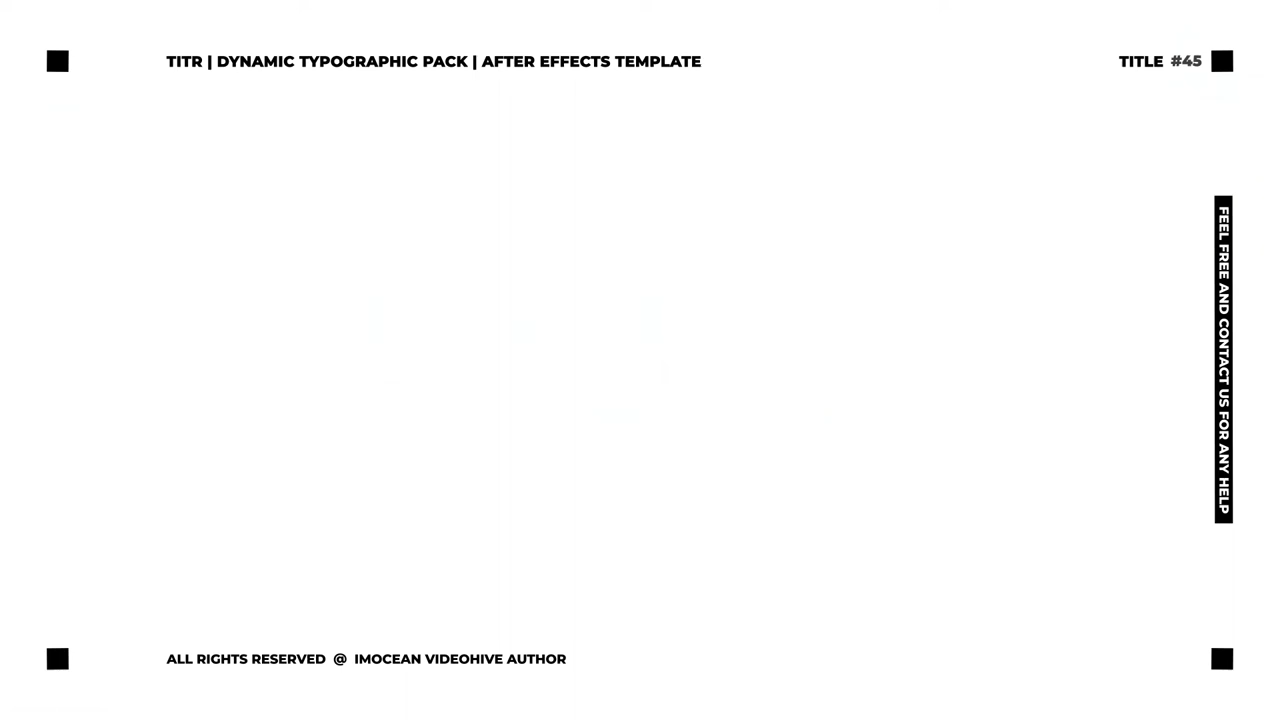 TITR | DYNAMIC TYPOGRAPHIC PACK | AFTER EFFECTS TEMPLATE
TITLE #45
FEEL FREE AND CONTACT US FOR ANY HELP
ALL RIGHTS RESERVED @ IMOCEAN VIDEOHIVE AUTHOR